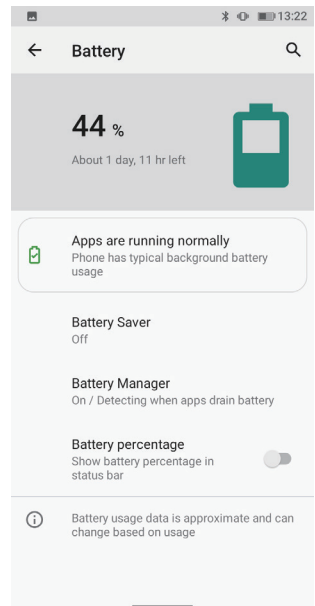 13:22
Battery
44 %
About 1 day, 11 hr left
Apps are running normally
Phone has typical background battery
usage
Battery Saver
Off
Battery Manager
On / Detecting when apps drain battery
Battery percentage
Show battery percentage in
status bar
Battery usage data is approximate and can
change based on usage